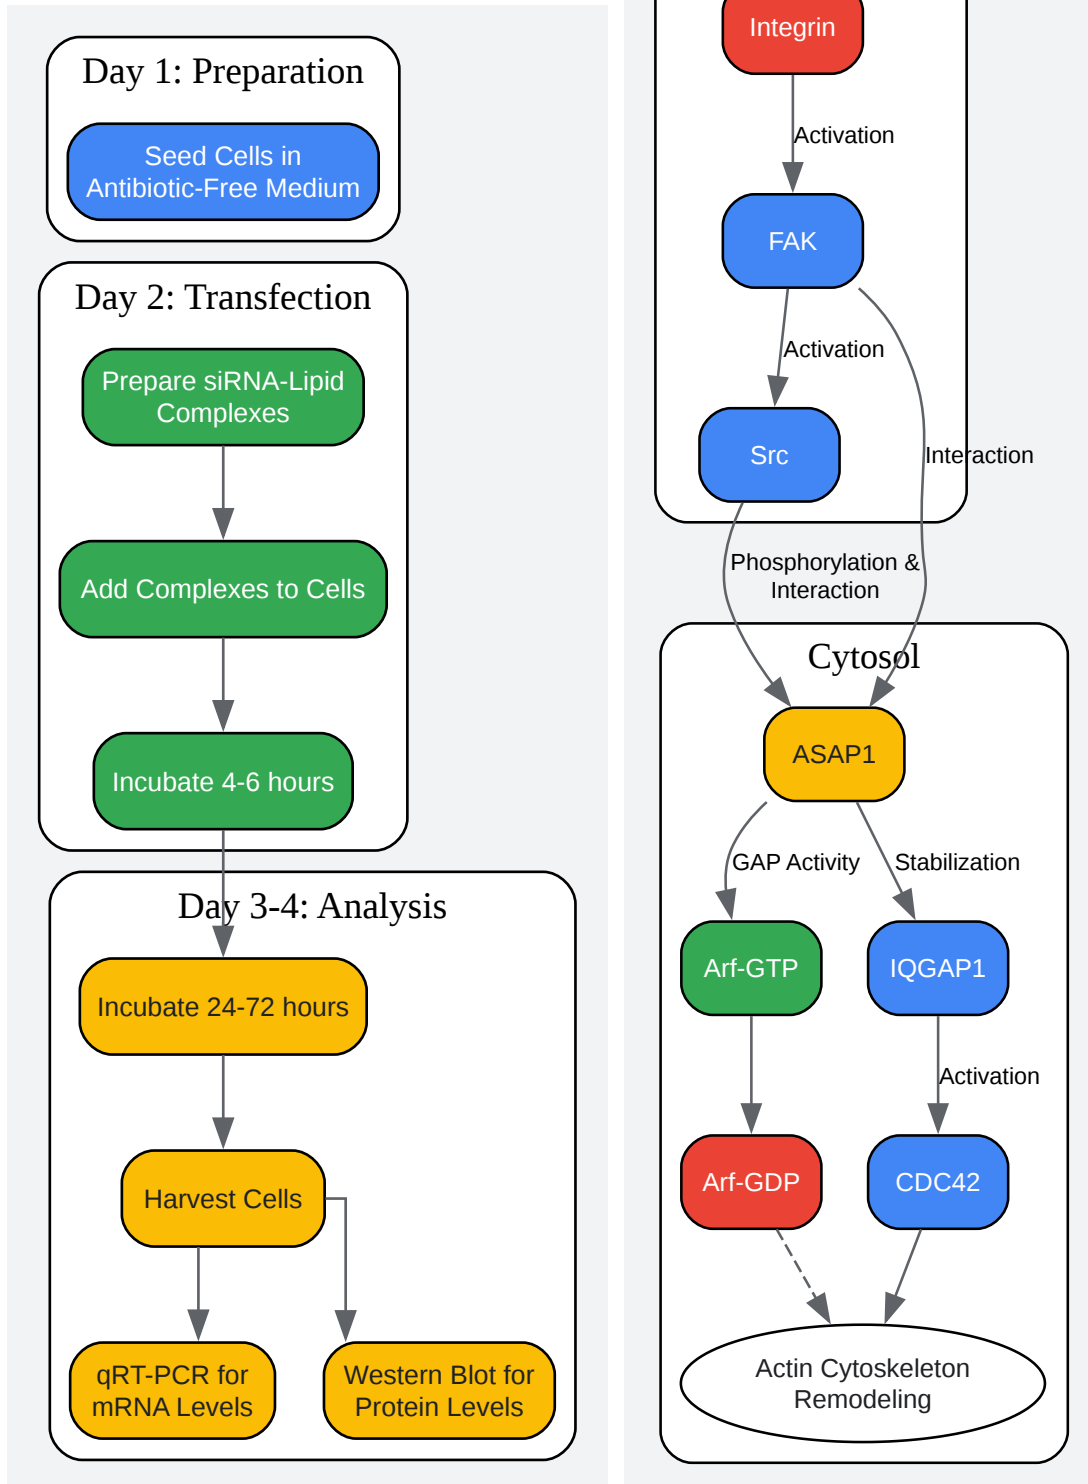 Day 1: Preparation
Seed Cells in
Antibiotic-Free Medium
Day 2: Transfection
Prepare siRNA-Lipid
Complexes
Add Complexes to Cells
Incubate 4-6 hours
Day 3-4: Analysis
Incubate 24-72 hours
Harvest Cells
qRT-PCR for
mRNA Levels
Western Blot for
Protein Levels
Integrin
Activation
FAK
Activation
Src
Interaction
Phosphorylation &
Interaction
Cytosol
ASAP1
GAP Activity
Stabilization
Arf-GTP
IQGAP1
Activation
Arf-GDP
CDC42
Actin Cytoskeleton
Remodeling